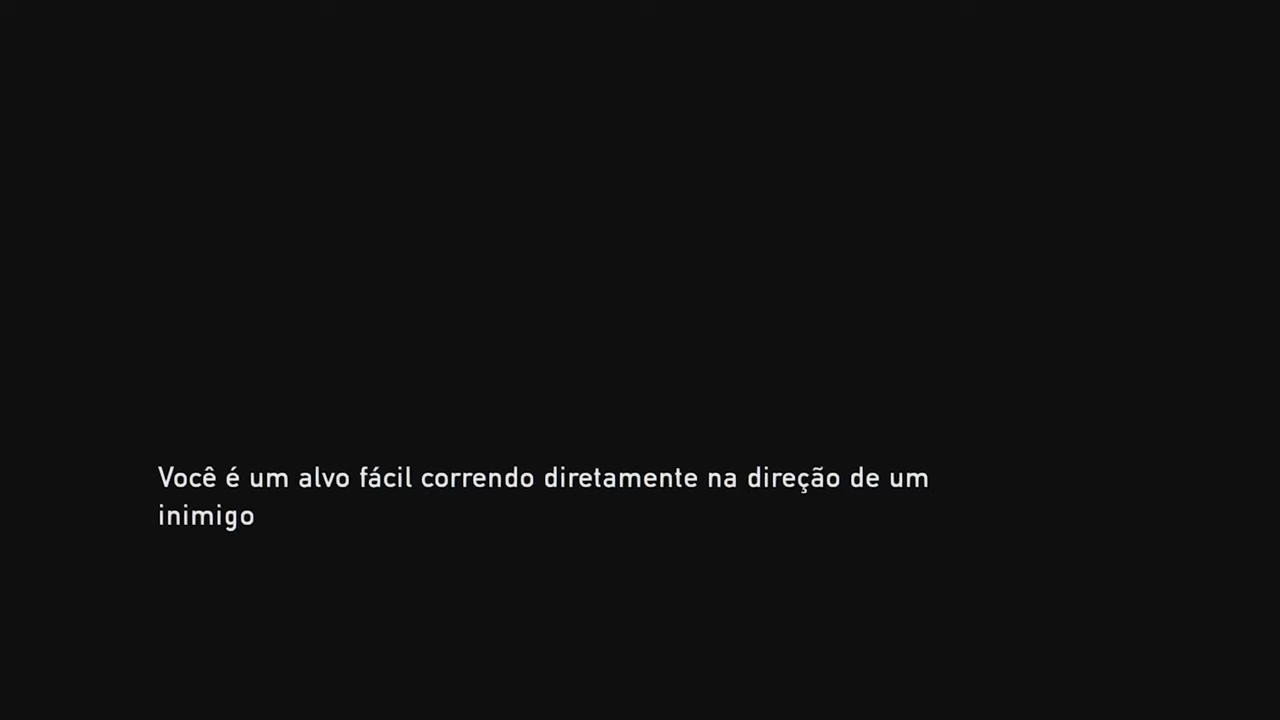 Você é um alvo fácil correndo diretamente na direção de um
inimigo